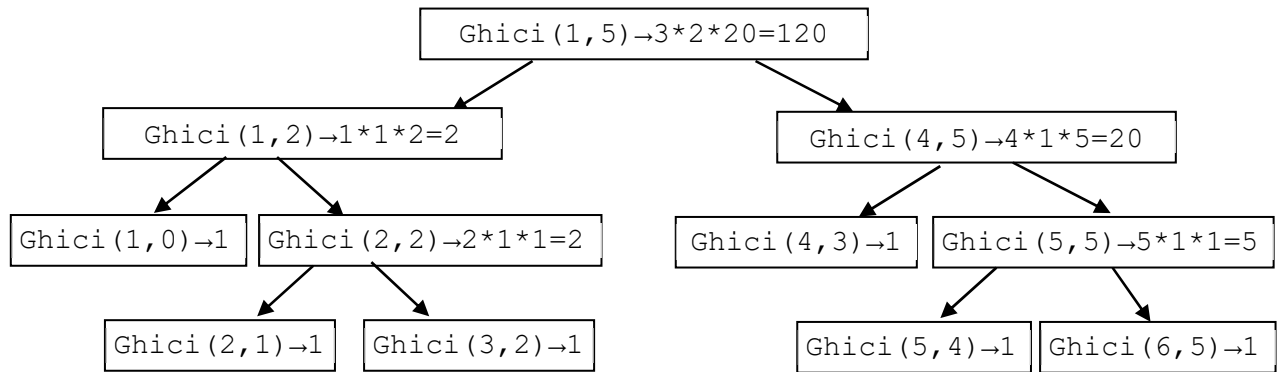 Ghici(1,5)→3*2*20=120
Ghici(1,2)→1*1*2=2
Ghici(4,5)→4*1*5=20
Ghici(1,0)→1
Ghici(2,2)→2*1*1=2
Ghici(4,3)→1
Ghici(5,5)→5*1*1=5
Ghici(2,1)→1
Ghici(3,2)→1
Ghici(5,4)→1
Ghici(6,5)→1